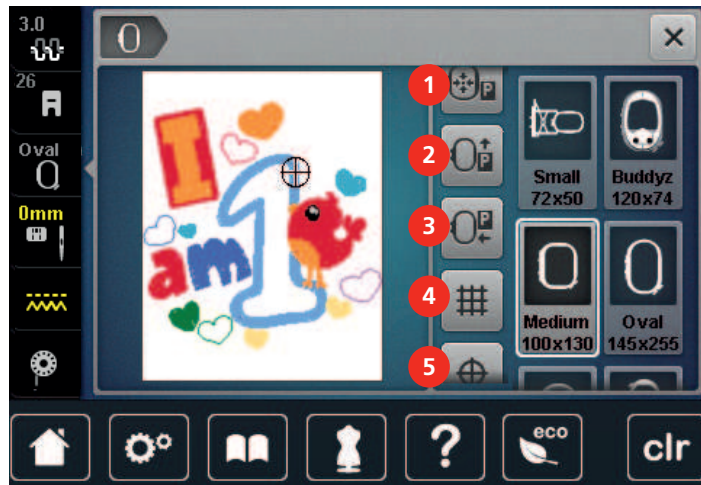 3.0
26
Oval
0mm
I
am 1
1
P
2
P
3
P
4
5
Small
72x50
Buddyz
120x74
Medium
100x130
Oval
145x255
?
eco
clr